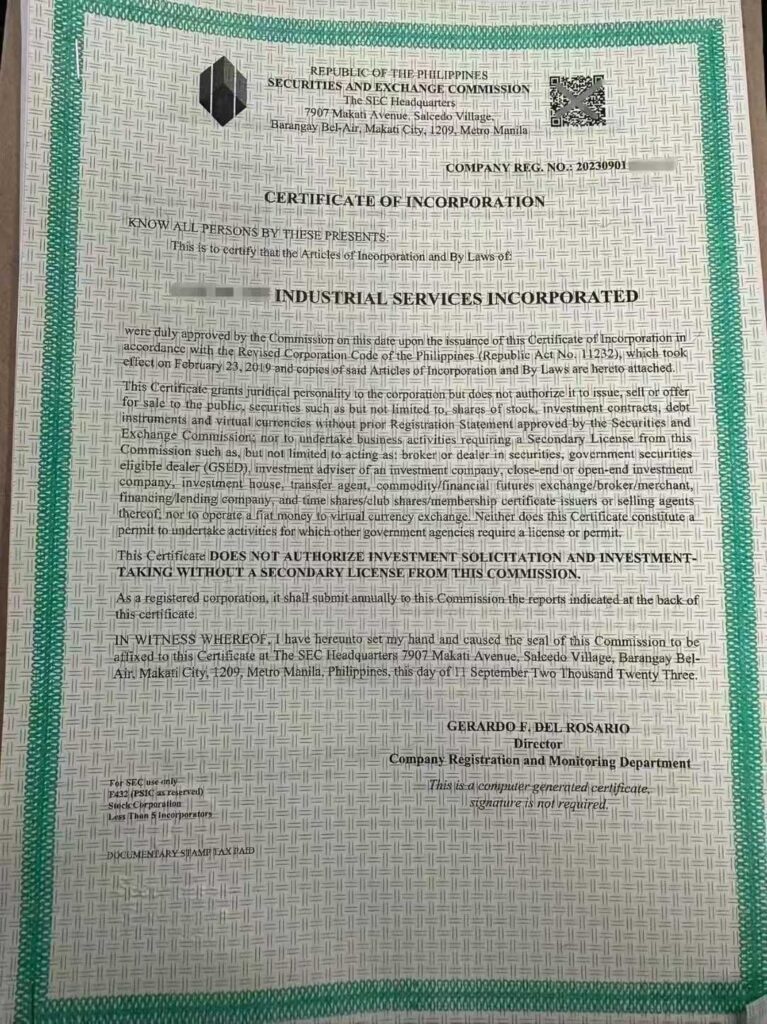 REPUBLIC OF THE PHILIPPINES
SECURITIES AND EXCHANGE COMMISSION
The SEC Headquarters
7907 Makati Avenue, Salcedo Village,
Barangay Bel-Air, Makati City, 1209, Metro Manila
COMPANY REG. NO.: 20230901
CERTIFICATE OF INCORPORATION
KNOW ALL PERSONS BY THESE PRESENTS:
This is to certify that the Articles of Incorporation and By Laws of:
INDUSTRIAL SERVICES INCORPORATED
were duly approved by the Commission on this date upon the issuance of this Certificate of Incorporation in
accordance with the Revised Corporation Code of the Philippines (Republic Act No. 11232), which took
effect on February 23, 2019 and copies of said Articles of Incorporation and By Laws are hereto attached.
This Certificate grants juridical personality to the corporation but does not authorize it to issue, sell or offer
for sale to the public, securities such as but not limited to, shares of stock, investment contracts, debt
instruments and virtual currencies without prior Registration Statement approved by the Securities and
Exchange Commission; nor to undertake business activities requiring a Secondary License from this
Commission such as, but not limited to acting as: broker or dealer in securities, government securities
eligible dealer (GSED), investment adviser of an investment company, close-end or open-end investment
company, investment house, transfer agent, commodity/financial futures exchange/broker/merchant,
financing/lending company, and time shares/club shares/membership certificate issuers or selling agents
thereof; nor to operate a fiat money to virtual currency exchange. Neither does this Certificate constitute a
permit to undertake activities for which other government agencies require a license or permit.
This Certificate DOES NOT AUTHORIZE INVESTMENT SOLICITATION AND INVESTMENT-
TAKING WITHOUT A SECONDARY LICENSE FROM THIS COMMISSION.
As a registered corporation, it shall submit annually to this Commission the reports indicated at the back of
this certificate.
IN WITNESS WHEREOF, I have hereunto set my hand and caused the seal of this Commission to be
affixed to this Certificate at The SEC Headquarters 7907 Makati Avenue, Salcedo Village, Barangay Bel-
Air, Makati City, 1209, Metro Manila, Philippines, this day of 11 September Two Thousand Twenty Three.
GERARDO F. DEL ROSARIO
Director
Company Registration and Monitoring Department
This is a computer generated certificate,
signature is not required.
For SEC use only
F432 (PSIC as reserved)
Stock Corporation
Less Than 5 Incorporators
DOCUMENTARY STAMP TAX PAID